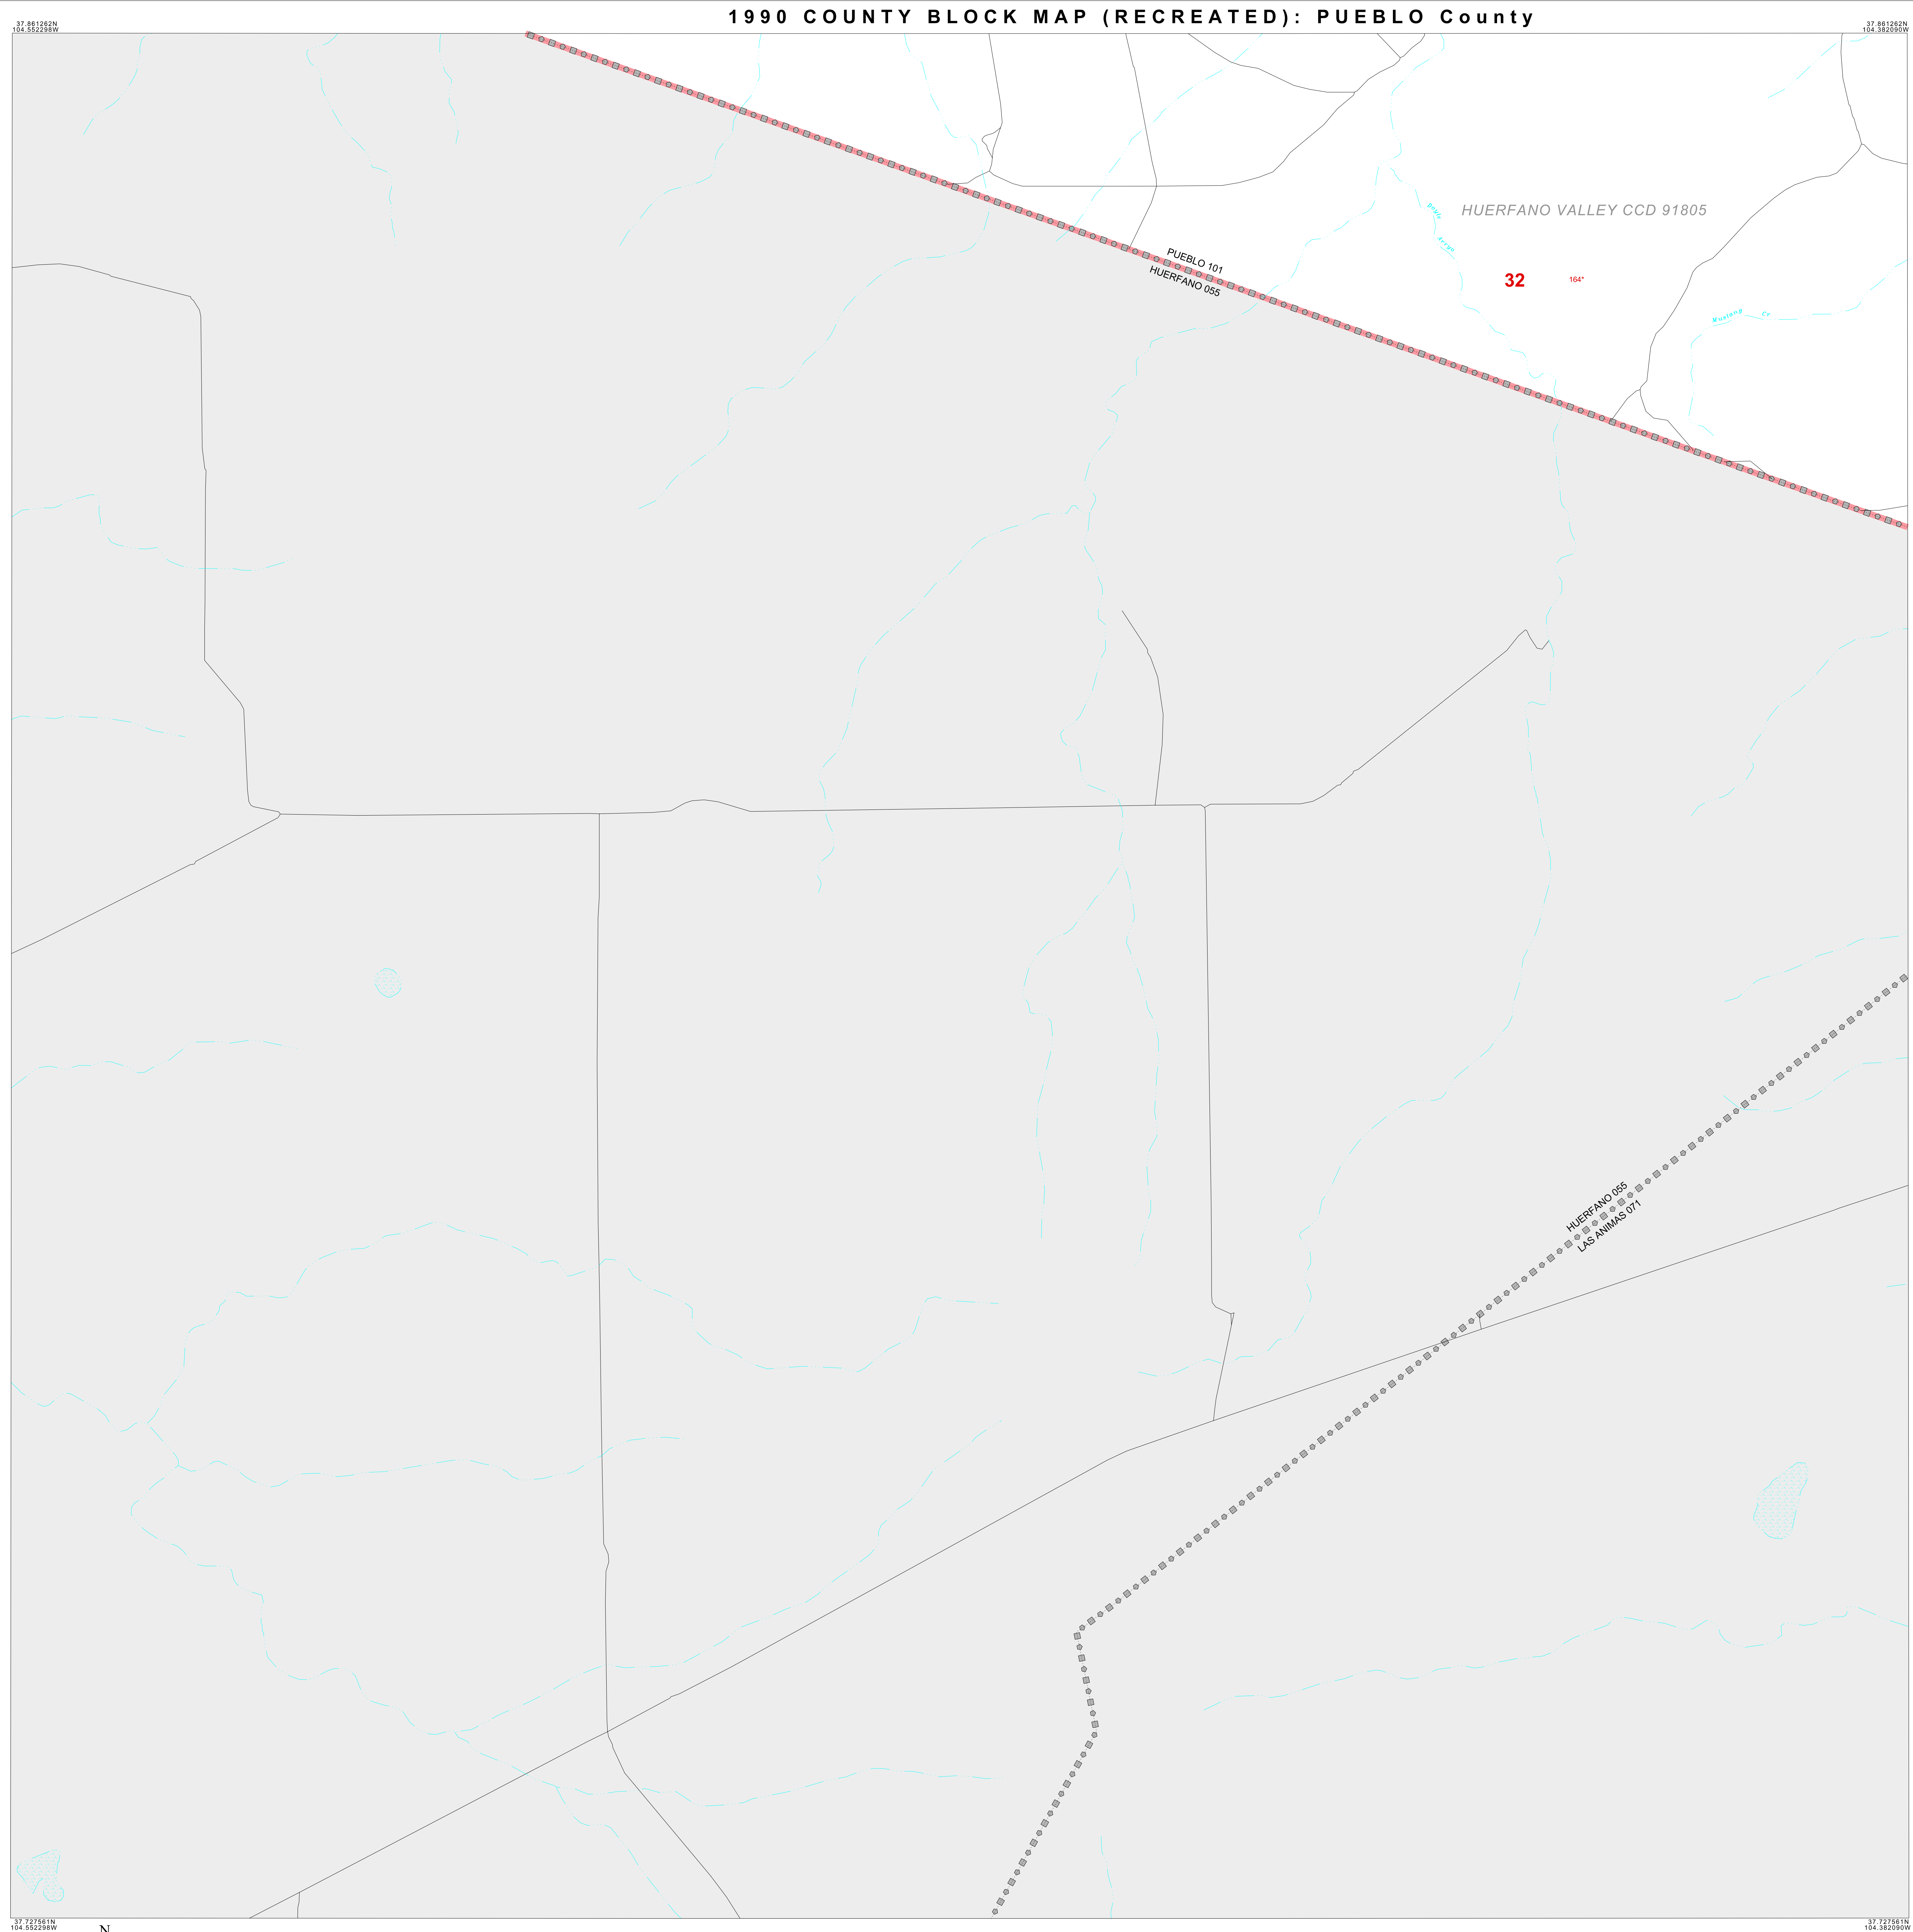 1990 COUNTY BLOCK MAP (RECREATED): PUEBLO County
37.861262N
104.552298W
37.861262N
104.382090W
HUERFANO VALLEY CCD 91805
PUEBLO 101
HUERFANO 055
32
164*
Mustang Cr
HUERFANO 055
LAS ANIMAS 071
37.727561N
104.552298W
N
37.727561N
104.382090W